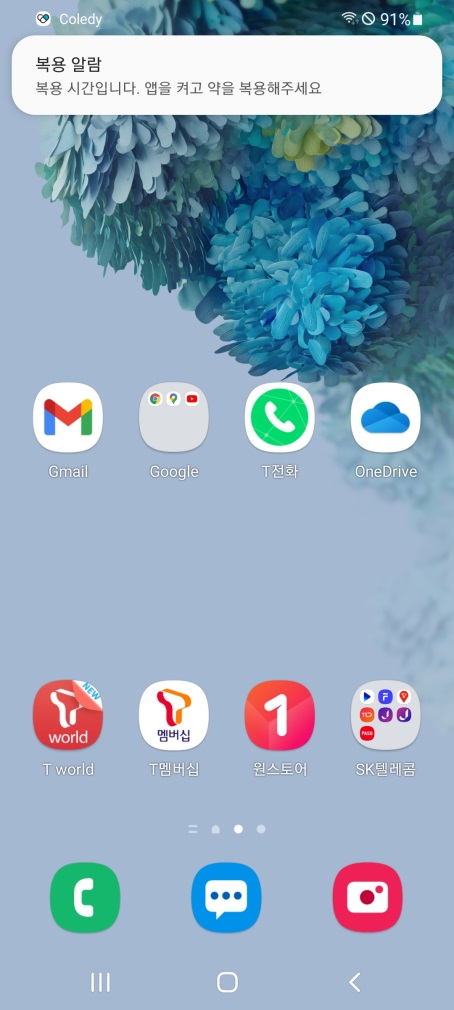 Coledy
91%
복용 알람
복용 시간입니다. 앱을 켜고 약을 복용해주세요
Gmail
Google
T전화
OneDrive
NEW
world
멤버십
1
PASS
T world
T멤버십
원스토어
SK텔레콤